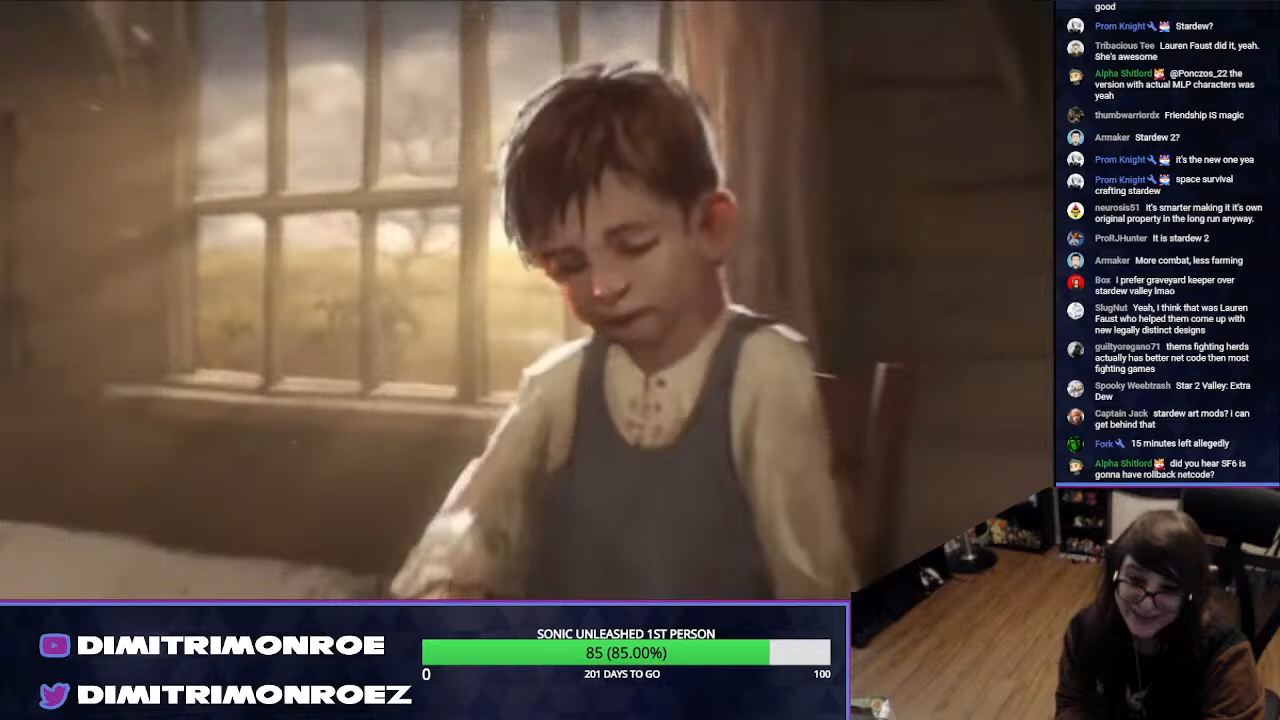 good
Prom Knight Stardew?
Tribacious Tee Lauren Faust did it, yeah.
She's awesome
Alpha Shitlord @Ponczos_22 the
version with actual MLP characters was
yeah
thumbwarriordx Friendship IS magic
Armaker Stardew 2?
Prom Knight it's the new one yea
Prom Knight space survival
crafting stardew
neurosis51 It's smarter making it it's own
original property in the long run anyway.
ProRJHunter It is stardew 2
Armaker More combat, less farming
Box I prefer graveyard keeper over
stardew valley lmao
SlugNut Yeah, I think that was Lauren
Faust who helped them come up with
new legally distinct designs
guiltyoregano71 thems fighting herds
actually has better net code then most
fighting games
Spooky Weebtrash Star 2 Valley: Extra
Dew
Captain Jack stardew art mods? i can
get behind that
Fork 15 minutes left allegedly
Alpha Shitlord did you hear SF6 is
gonna have rollback netcode?
DIMITRIMONROE
DIMITRIMONROEZ
SONIC UNLEASHED 1ST PERSON
85 (85.00%)
0 201 DAYS TO GO 100